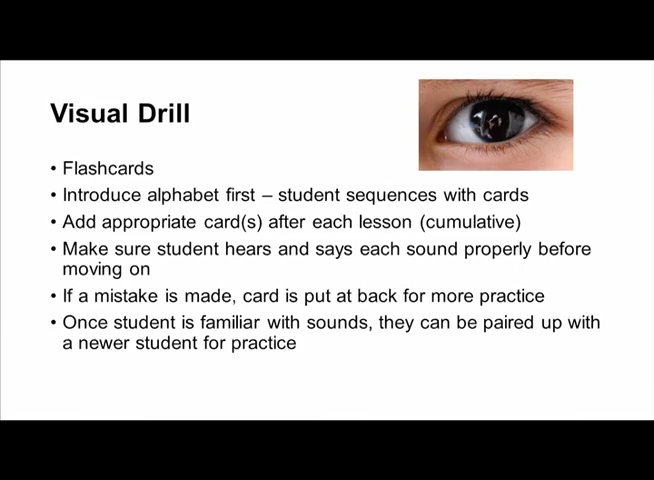 Visual Drill
• Flashcards
• Introduce alphabet first – student sequences with cards
• Add appropriate card(s) after each lesson (cumulative)
• Make sure student hears and says each sound properly before
moving on
• If a mistake is made, card is put at back for more practice
• Once student is familiar with sounds, they can be paired up with
a newer student for practice